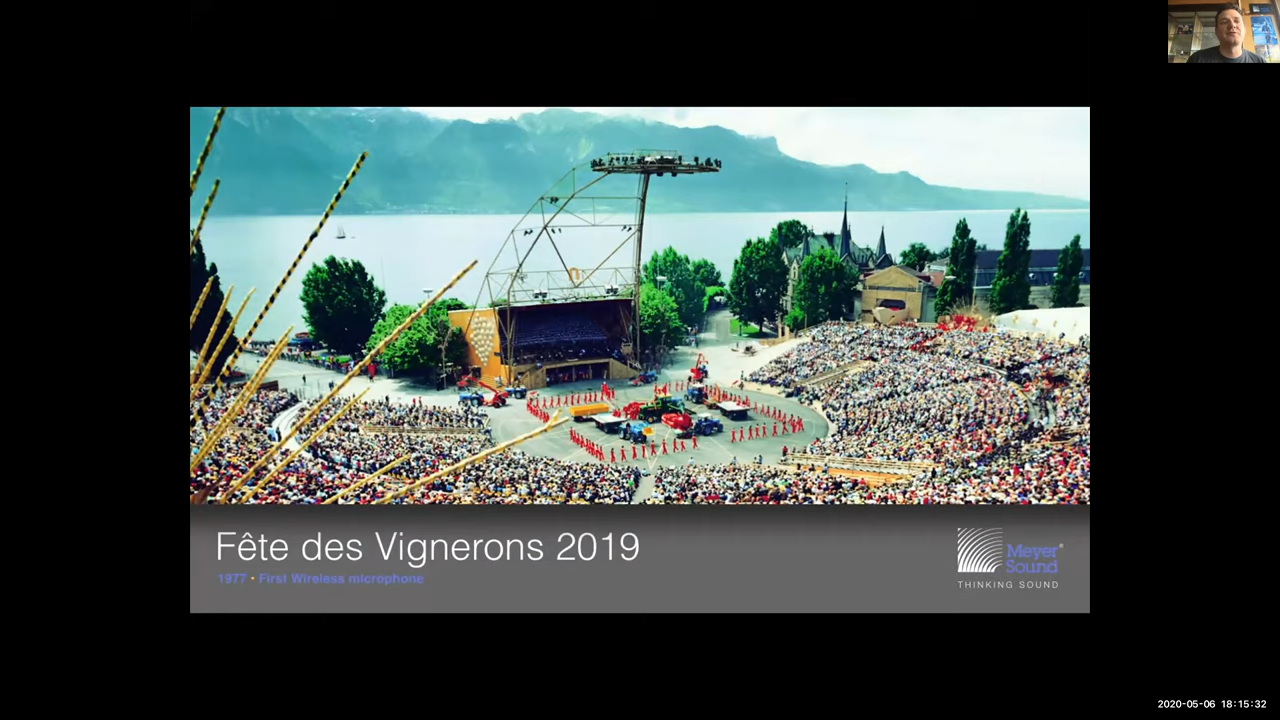 Fête des Vignerons 2019
1977 • First Wireless microphone
Meyer®
Sound
THINKING SOUND
2020-05-06 18:15:32